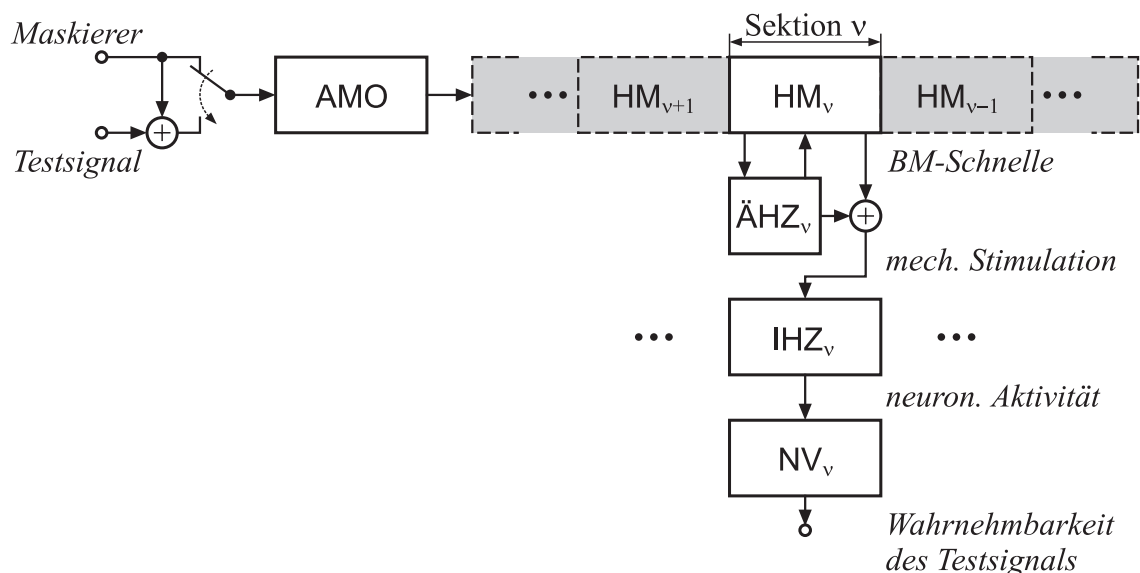 Maskierer
Testsignal
AMO
Sektion ν
HMν+1
HMν
HMν−1
BM-Schnelle
ÄHZν
mech. Stimulation
IHZν
neuron. Aktivität
NVν
Wahrnehmbarkeit
des Testsignals